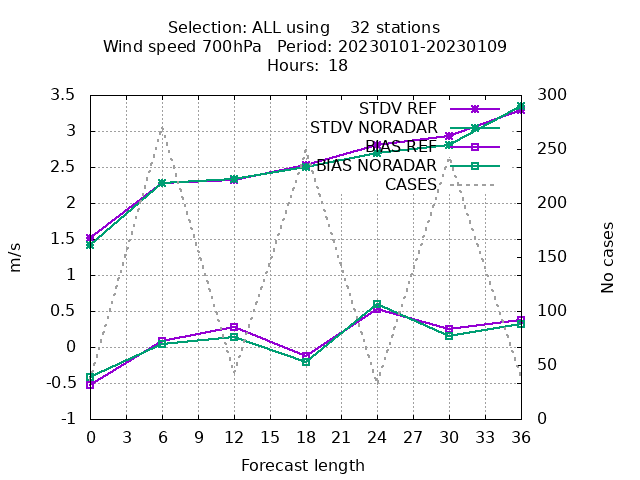 Selection: ALL using    32 stations
Wind speed 700hPa   Period: 20230101-20230109
Hours: 18
STDV REF
STDV NORADAR
BIAS REF
BIAS NORADAR
CASES
3.5
3
2.5
2
1.5
1
0.5
0
-0.5
-1
m/s
300
250
200
150
100
50
0
No cases
0 3 6 9 12 15 18 21 24 27 30 33 36
Forecast length